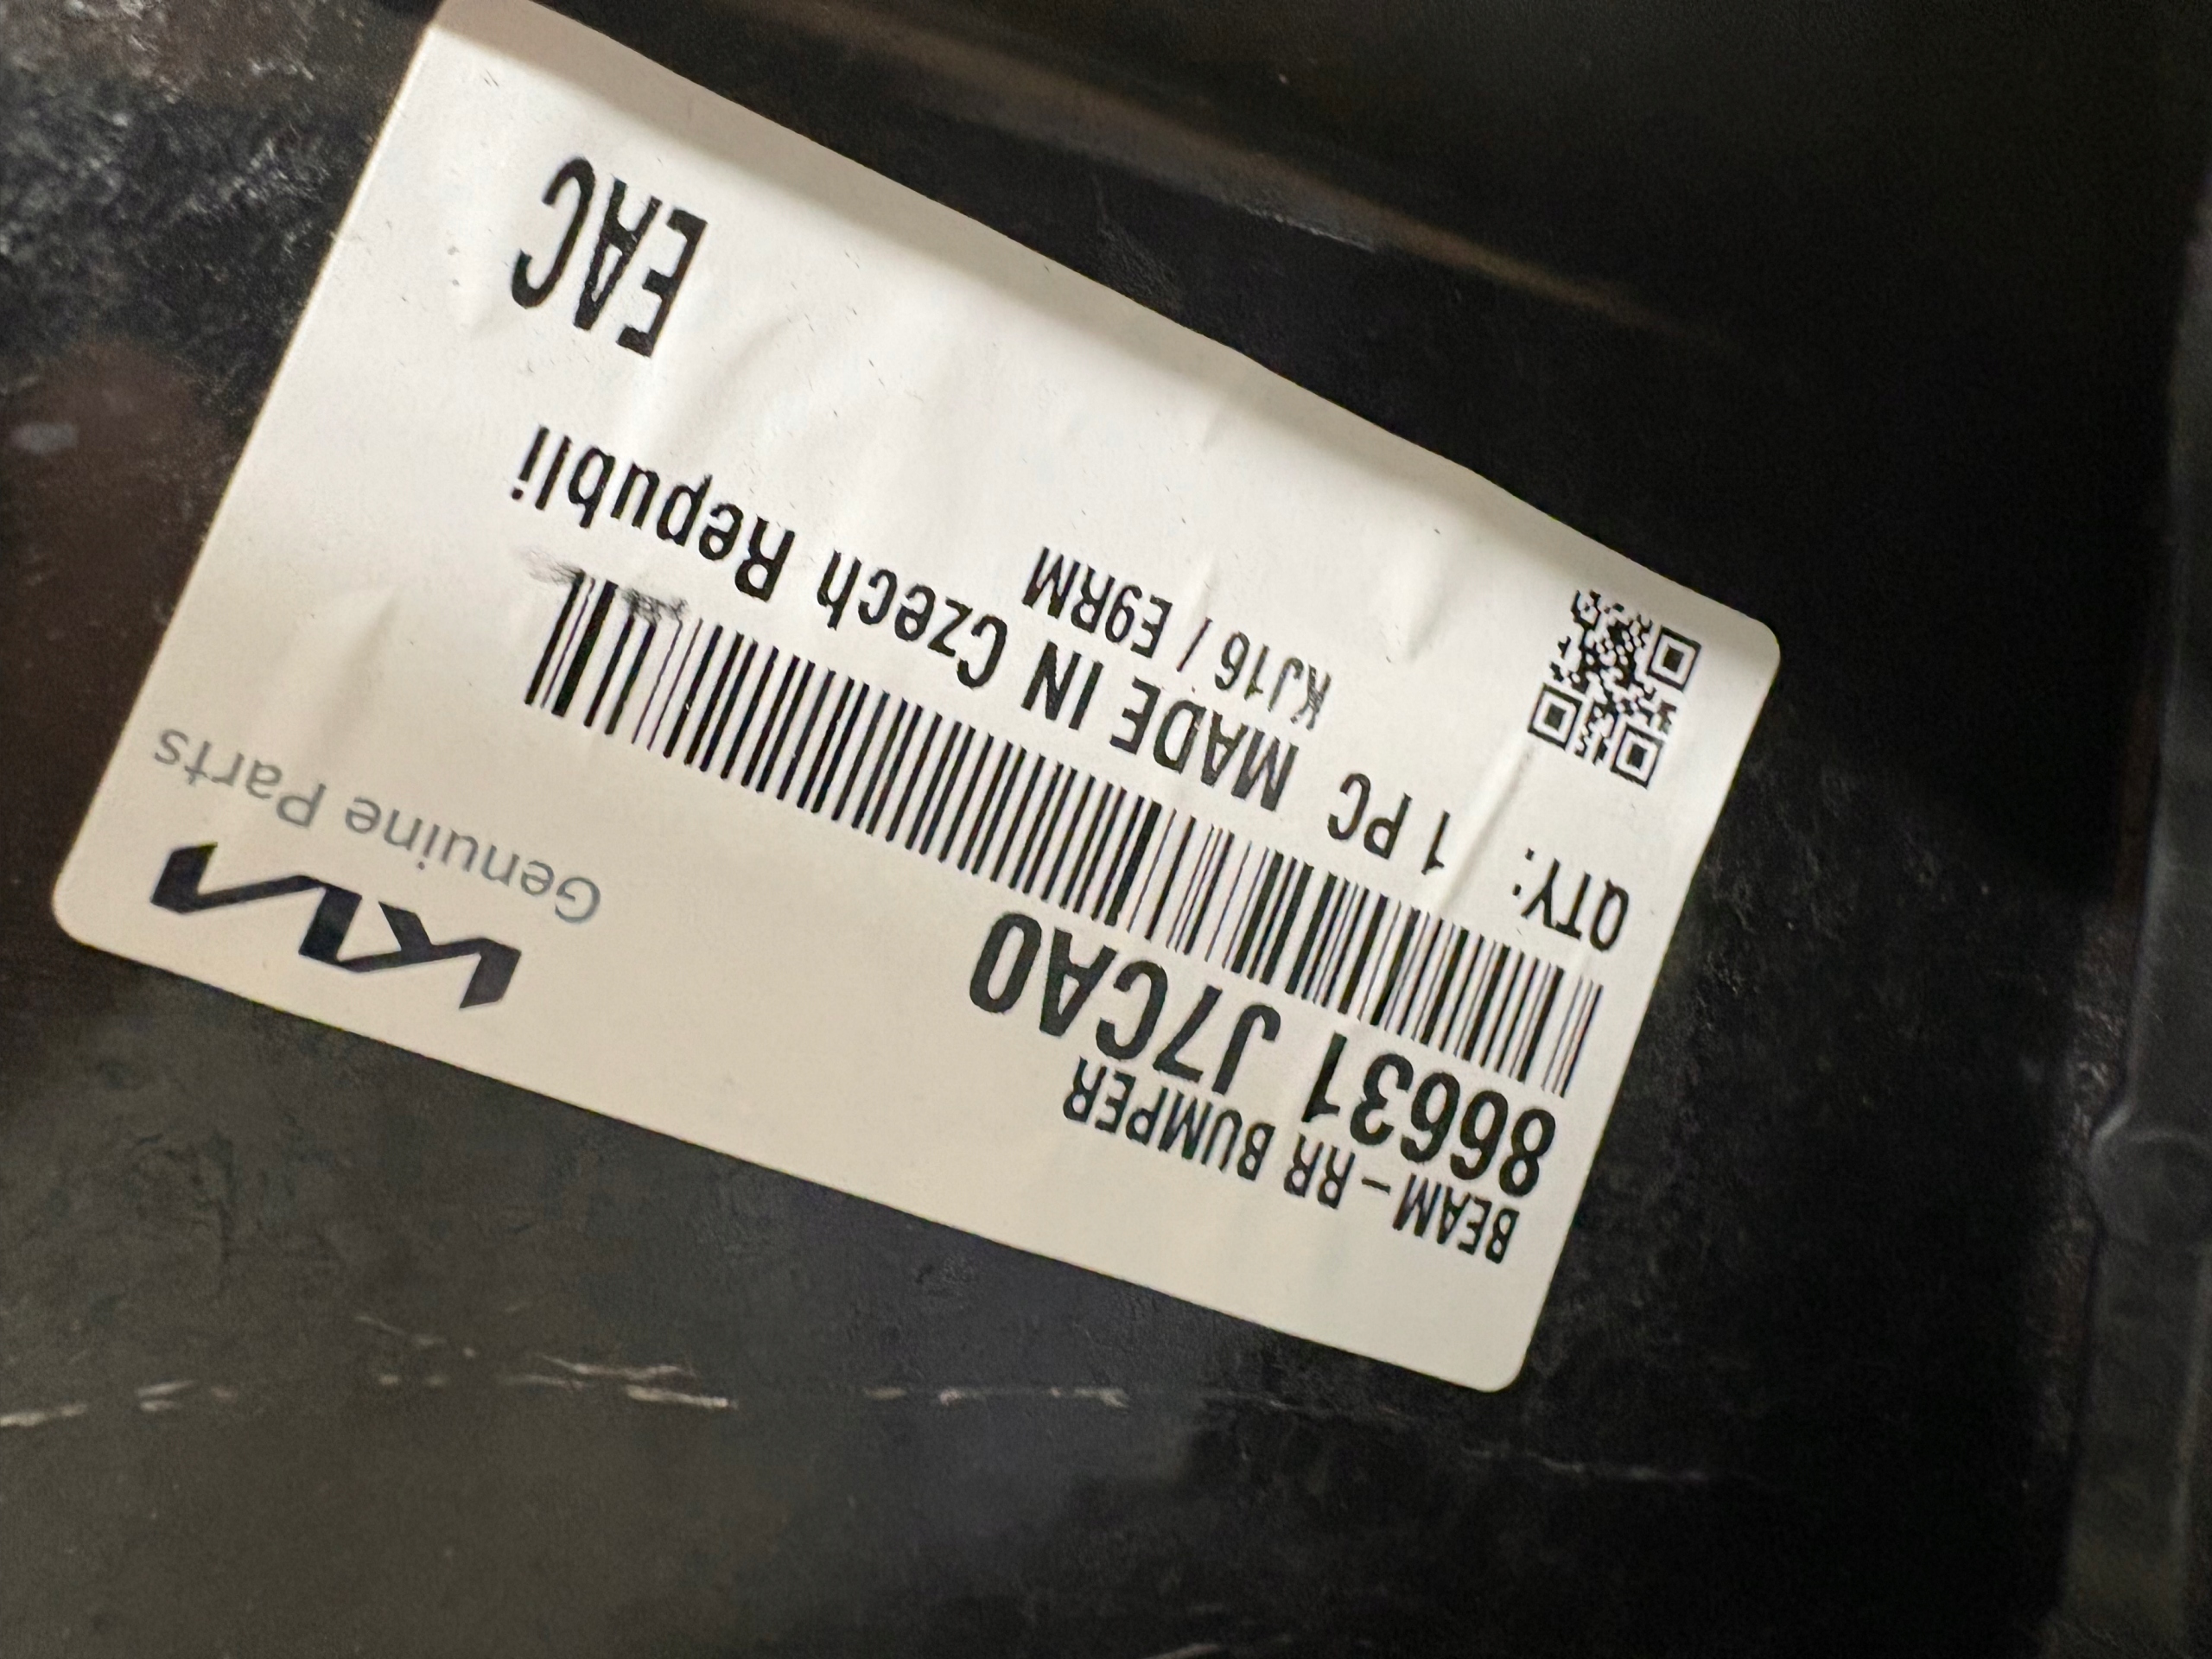 KIA
Genuine Parts
BEAM – RR BUMPER
86631 J7CA0
QTY: 1 PC MADE IN Czech Republi
KJ16 / E9RM
EAC